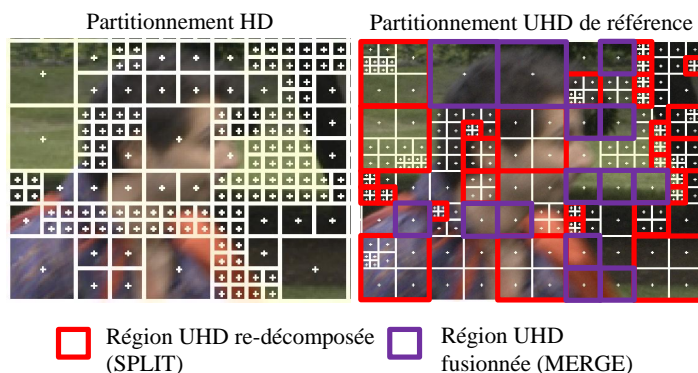 Partitionnement HD
Partitionnement UHD de référence
Région UHD re-décomposée
(SPLIT)
Région UHD
fusionnée (MERGE)